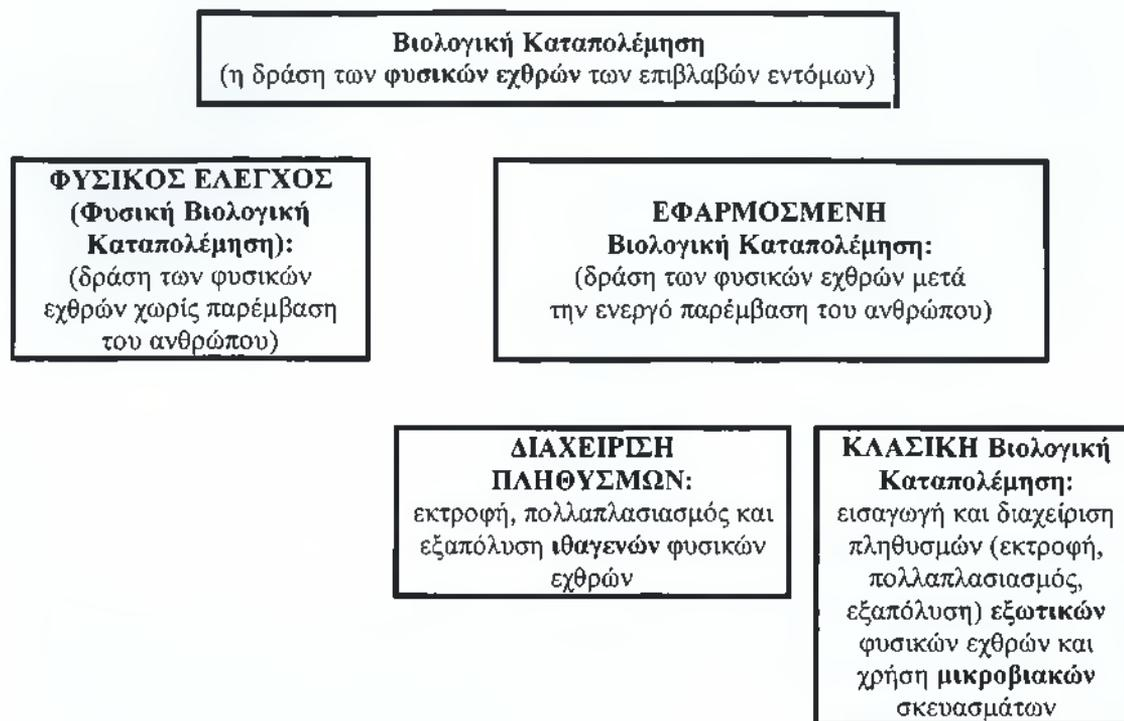 Βιολογική Καταπολέμηση
(η δράση των φυσικών εχθρών των επιβλαβών εντόμων)
ΦΥΣΙΚΟΣ ΕΛΕΓΧΟΣ
(Φυσική Βιολογική
Καταπολέμηση):
(δράση των φυσικών
εχθρών χωρίς παρέμβαση
του ανθρώπου)
ΕΦΑΡΜΟΣΜΕΝΗ
Βιολογική Καταπολέμηση:
(δράση των φυσικών εχθρών μετά
την ενεργό παρέμβαση του ανθρώπου)
ΔΙΑΧΕΙΡΙΣΗ
ΠΛΗΘΥΣΜΩΝ:
εκτροφή, πολλαπλασιασμός και
εξαπόλυση ιθαγενών φυσικών
εχθρών
ΚΛΑΣΙΚΗ Βιολογική
Καταπολέμηση:
εισαγωγή και διαχείριση
πληθυσμών (εκτροφή,
πολλαπλασιασμός,
εξαπόλυση) εξωτικών
φυσικών εχθρών και
χρήση μικροβιακών
σκευασμάτων